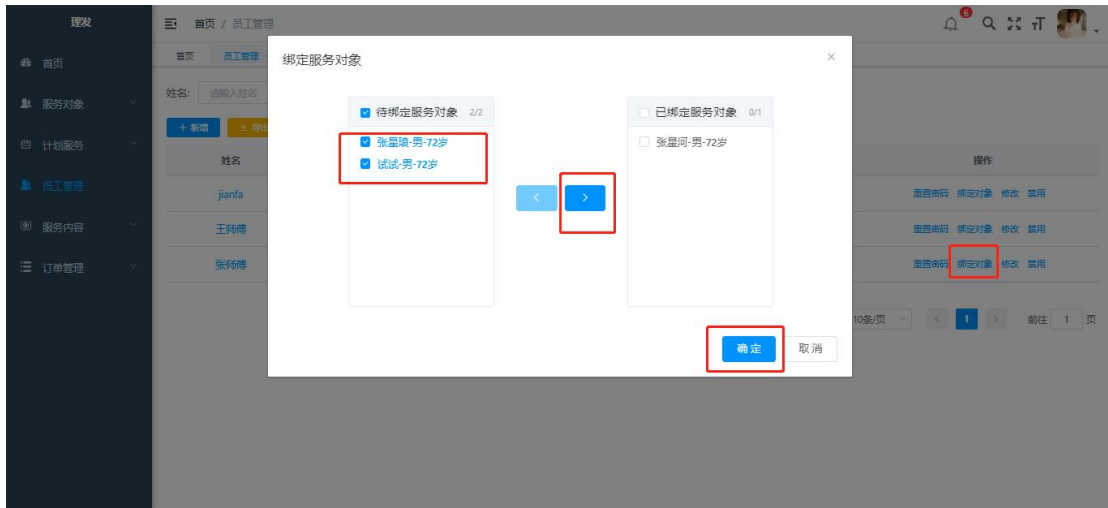 理发
首页 / 员工管理
6
首页
首页
员工管理
服务对象
计划服务
员工管理
服务内容
订单管理
姓名: 请输入姓名
+ 新增
导出
姓名
操作
jianfa
重置密码 绑定对象 修改 禁用
王师傅
重置密码 绑定对象 修改 禁用
张师傅
重置密码 绑定对象 修改 禁用
10条/页
1
前往 1 页
绑定服务对象
待绑定服务对象 2/2
张星琅-男-72岁
试试-男-72岁
已绑定服务对象 0/1
张星河-男-72岁
确定
取消